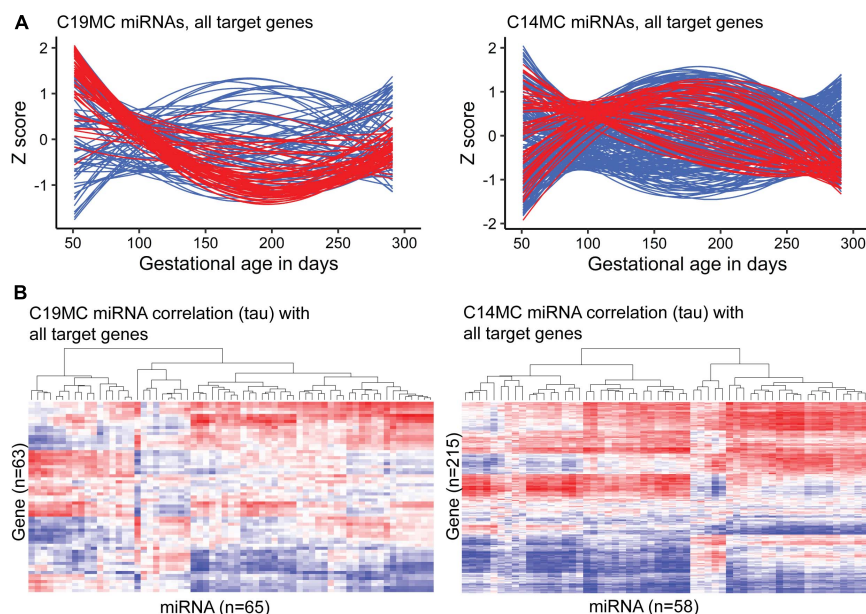 A
C19MC miRNAs, all target genes
Z score
2
1
0
-1
50 100 150 200 250 300
Gestational age in days
C14MC miRNAs, all target genes
Z score
2
1
0
-1
-2
50 100 150 200 250 300
Gestational age in days
B
C19MC miRNA correlation (tau) with
all target genes
Gene (n=63)
miRNA (n=65)
C14MC miRNA correlation (tau) with
all target genes
Gene (n=215)
miRNA (n=58)